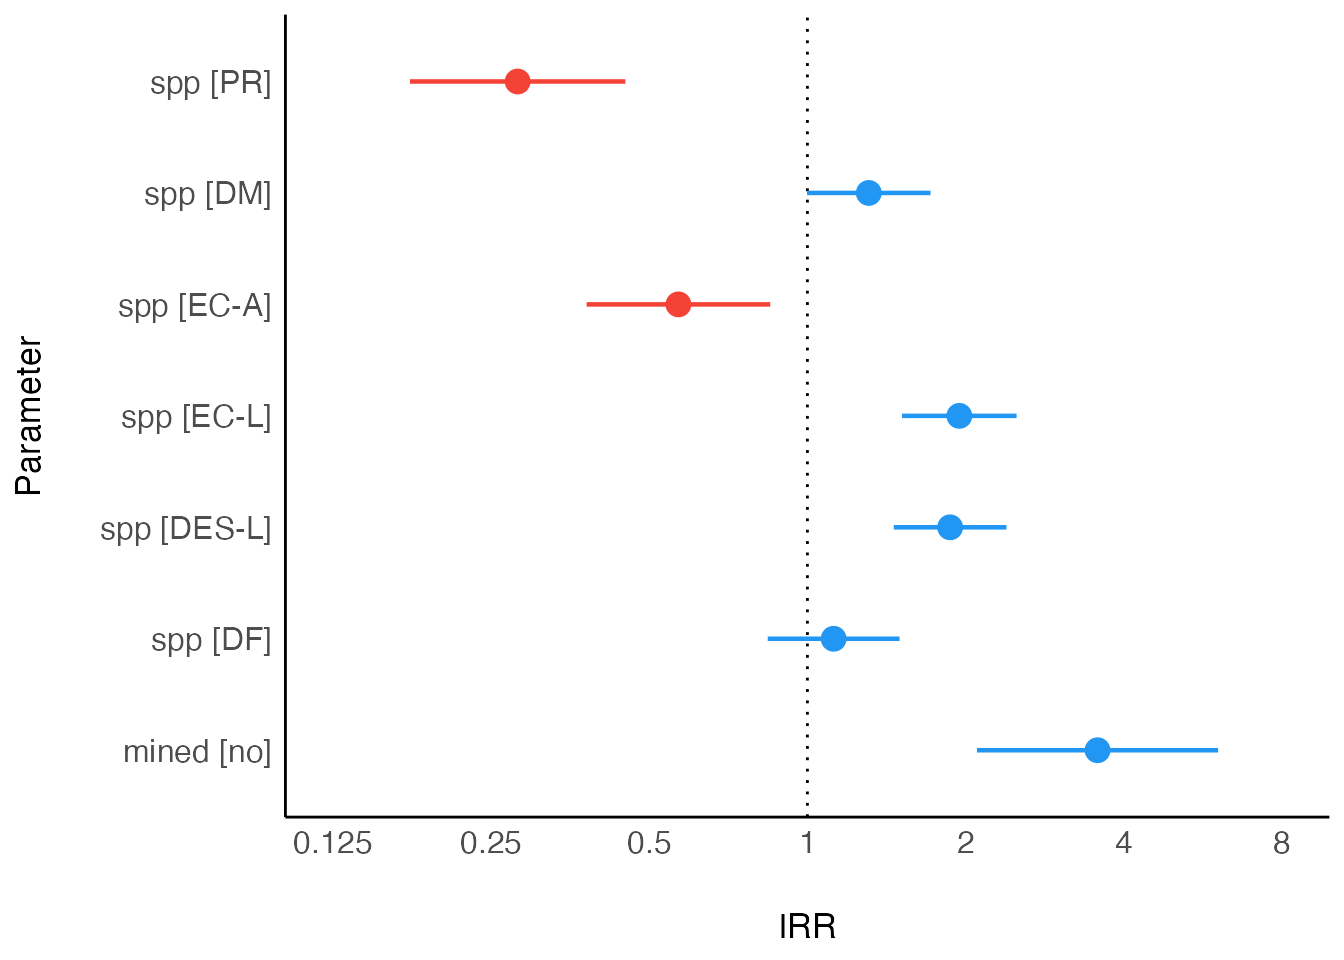 spp [PR]
spp [DM]
spp [EC-A]
spp [EC-L]
spp [DES-L]
spp [DF]
mined [no]
Parameter
0.125 0.25 0.5 1 2 4 8
IRR